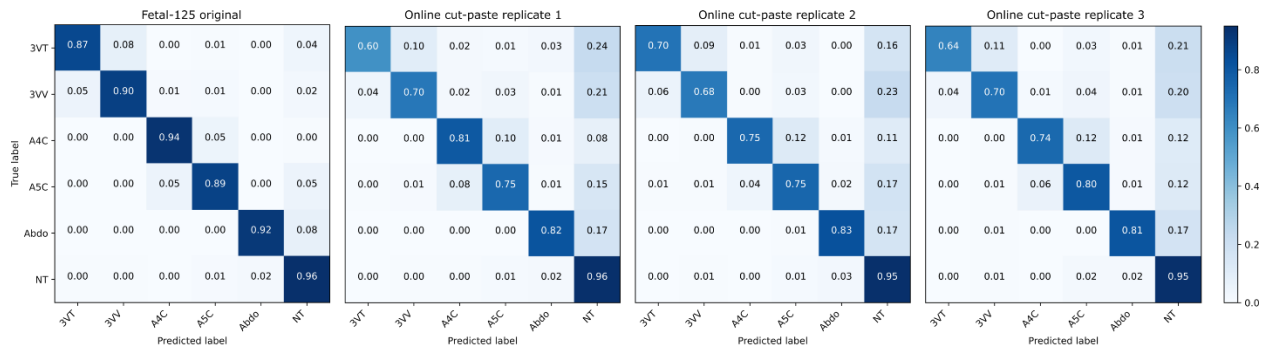 Fetal-125 original
Online cut-paste replicate 1
Online cut-paste replicate 2
Online cut-paste replicate 3
True label
3VT 0.87 0.08 0.00 0.01 0.00 0.04
3VV 0.05 0.90 0.01 0.01 0.00 0.02
A4C 0.00 0.00 0.94 0.05 0.00 0.00
A5C 0.00 0.00 0.05 0.89 0.00 0.05
Abdo 0.00 0.00 0.00 0.00 0.92 0.08
NT 0.00 0.00 0.00 0.01 0.02 0.96
3VT 3VV A4C A5C Abdo NT
Predicted label
0.60 0.10 0.02 0.01 0.03 0.24
0.04 0.70 0.02 0.03 0.01 0.21
0.00 0.00 0.81 0.10 0.01 0.08
0.00 0.01 0.08 0.75 0.01 0.15
0.00 0.00 0.00 0.00 0.82 0.17
0.00 0.01 0.00 0.01 0.02 0.96
3VT 3VV A4C A5C Abdo NT
Predicted label
0.70 0.09 0.01 0.03 0.00 0.16
0.06 0.68 0.00 0.03 0.00 0.23
0.00 0.00 0.75 0.12 0.01 0.11
0.01 0.01 0.04 0.75 0.02 0.17
0.00 0.00 0.00 0.01 0.83 0.17
0.00 0.01 0.00 0.01 0.03 0.95
3VT 3VV A4C A5C Abdo NT
Predicted label
0.64 0.11 0.00 0.03 0.01 0.21
0.04 0.70 0.01 0.04 0.01 0.20
0.00 0.00 0.74 0.12 0.01 0.12
0.00 0.01 0.06 0.80 0.01 0.12
0.00 0.00 0.00 0.01 0.81 0.17
0.00 0.01 0.01 0.02 0.02 0.95
3VT 3VV A4C A5C Abdo NT
Predicted label
0.8
0.6
0.4
0.2
0.0